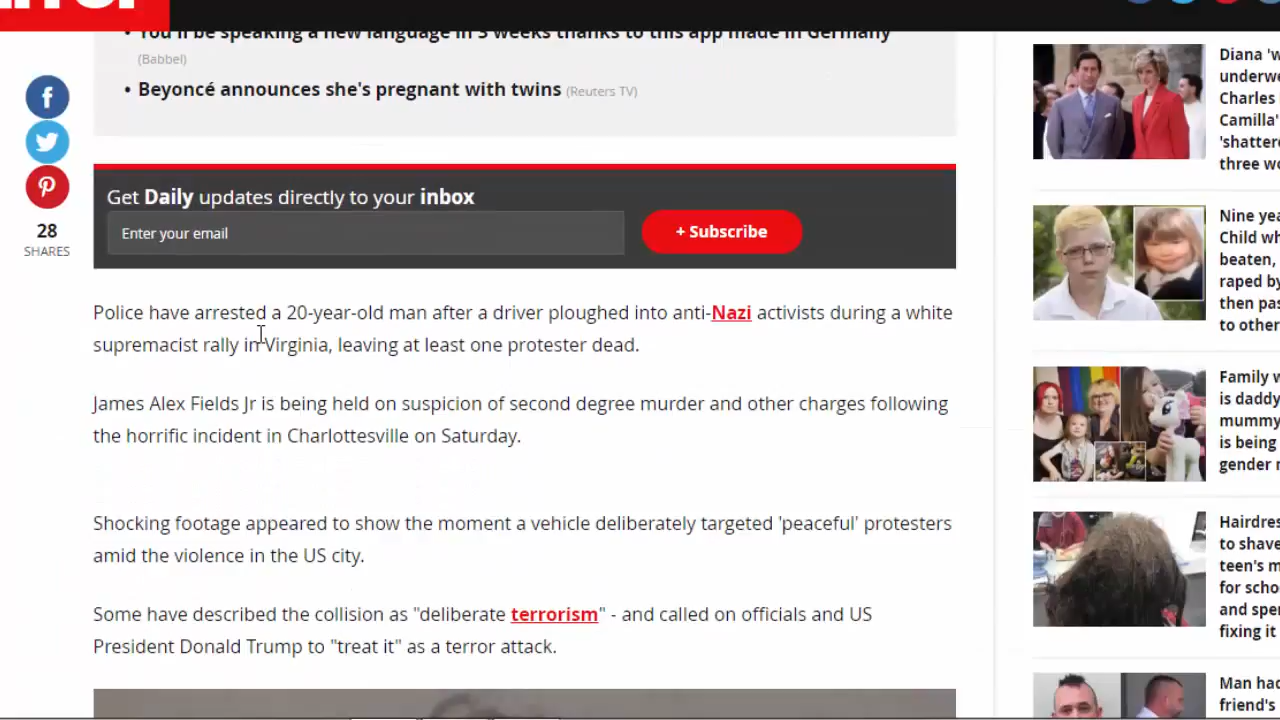 You'll be speaking a new language in 3 weeks thanks to this app made in Germany
(Babbel)
• Beyoncé announces she's pregnant with twins (Reuters TV)
28
SHARES
Get Daily updates directly to your inbox
Enter your email
+ Subscribe
Police have arrested a 20-year-old man after a driver ploughed into anti-Nazi activists during a white
supremacist rally in Virginia, leaving at least one protester dead.
James Alex Fields Jr is being held on suspicion of second degree murder and other charges following
the horrific incident in Charlottesville on Saturday.
Shocking footage appeared to show the moment a vehicle deliberately targeted 'peaceful' protesters
amid the violence in the US city.
Some have described the collision as "deliberate terrorism" - and called on officials and US
President Donald Trump to "treat it" as a terror attack.
Diana 'w
underwe
Charles
Camilla'
'shatter
three wo
Nine yea
Child wh
beaten,
raped by
then pas
to other
Family w
is daddy
mummy
is being
gender n
Hairdres
to shave
teen's m
for scho
and spe
fixing it
Man had
friend's